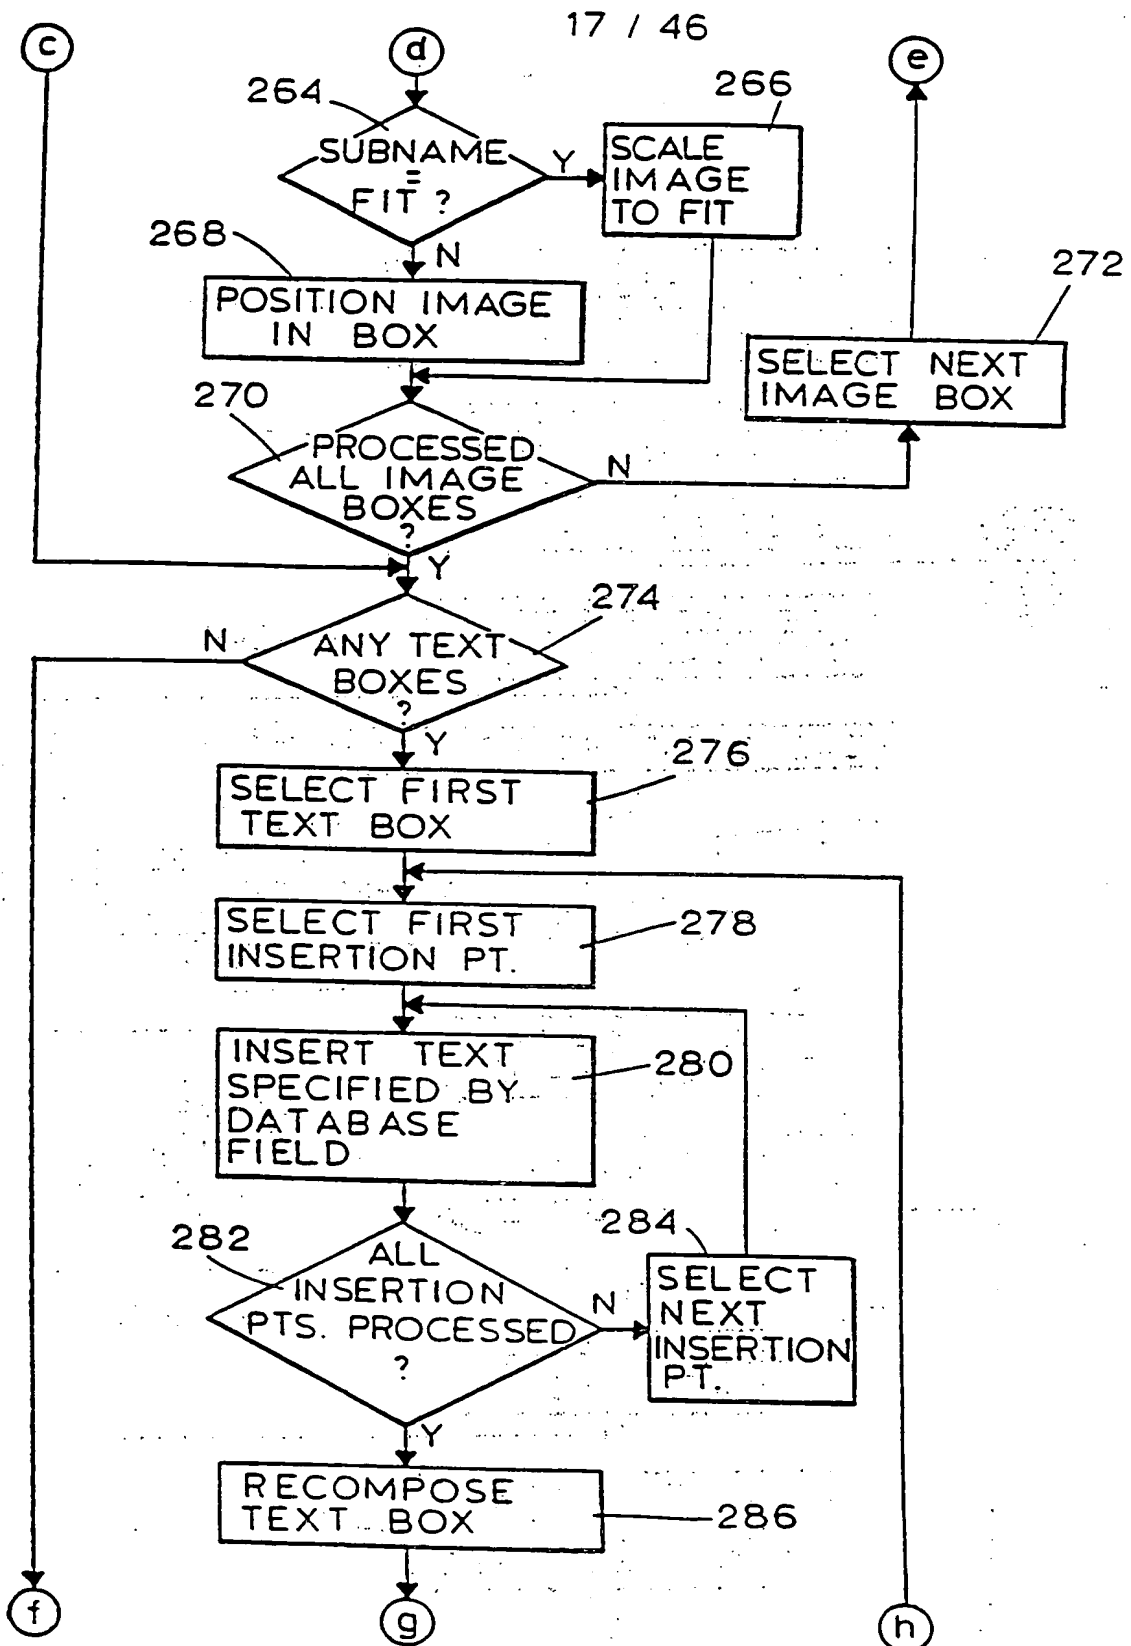 17 / 46
c
d
e
264
SUBNAME
=
FIT ?
Y
266
SCALE
IMAGE
TO FIT
N
268
POSITION IMAGE
IN BOX
272
SELECT NEXT
IMAGE BOX
270
PROCESSED
ALL IMAGE
BOXES
?
N
Y
274
ANY TEXT
BOXES
?
N
Y
276
SELECT FIRST
TEXT BOX
278
SELECT FIRST
INSERTION PT.
280
INSERT TEXT
SPECIFIED BY
DATABASE
FIELD
282
ALL
INSERTION
PTS. PROCESSED
?
N
284
SELECT
NEXT
INSERTION
PT.
Y
RECOMPOSE
TEXT BOX
286
f
g
h